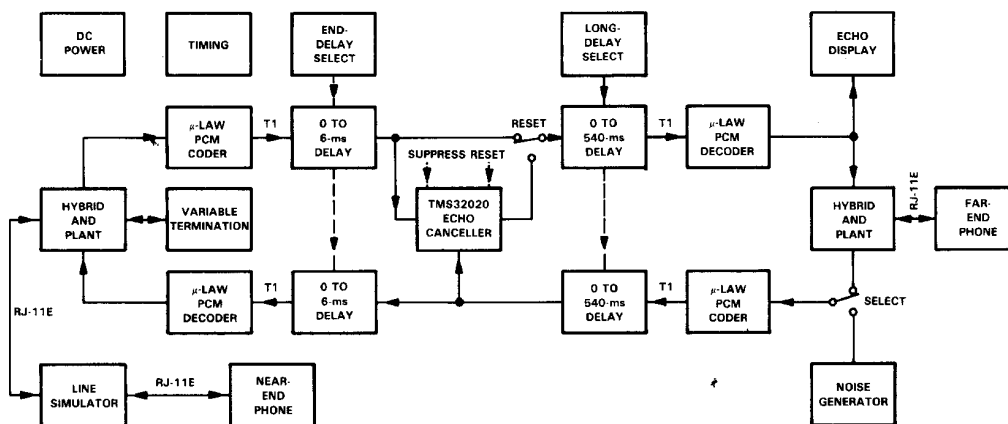 DC
POWER
TIMING
END-
DELAY
SELECT
LONG-
DELAY
SELECT
ECHO
DISPLAY
μ-LAW
PCM
CODER
T1
0 TO
6-ms
DELAY
RESET
0 TO
540-ms
DELAY
T1
μ-LAW
PCM
DECODER
SUPPRESS RESET
HYBRID
AND
PLANT
VARIABLE
TERMINATION
TMS32020
ECHO
CANCELLER
HYBRID
AND
PLANT
RJ-11E
FAR-
END
PHONE
μ-LAW
PCM
DECODER
T1
0 TO
6-ms
DELAY
0 TO
540-ms
DELAY
T1
μ-LAW
PCM
CODER
SELECT
RJ-11E
LINE
SIMULATOR
RJ-11E
NEAR-
END
PHONE
NOISE
GENERATOR